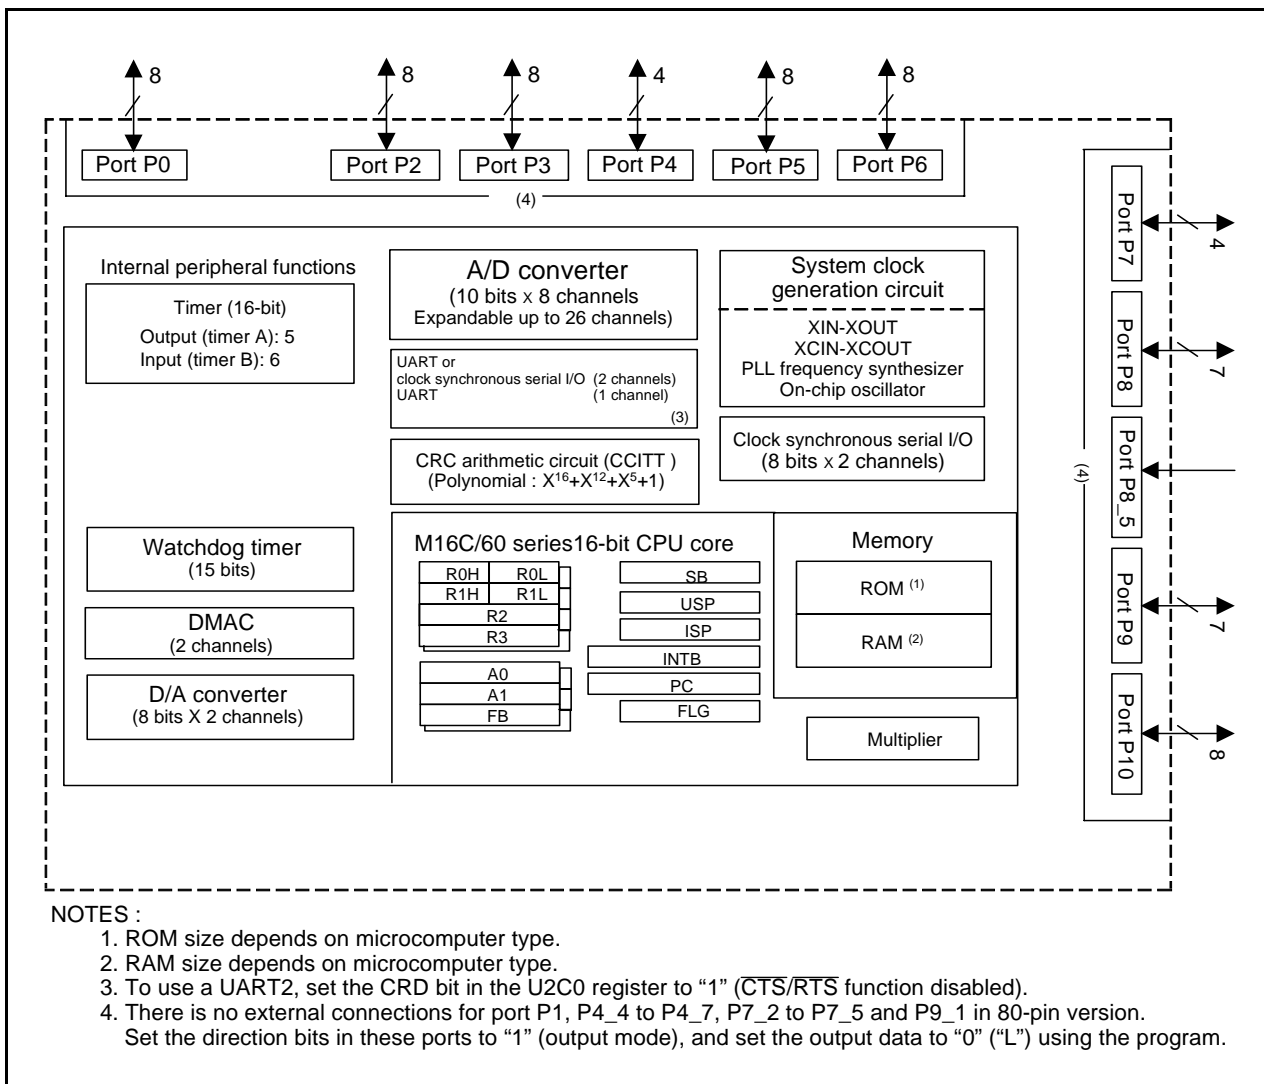 8 8 8 4 8 8
Port P0 Port P2 Port P3 Port P4 Port P5 Port P6
(4)
Port P7
4
Port P8
7
Port P8_5
(4)
Port P9
7
Port P10
8
Internal peripheral functions
Timer (16-bit)
Output (timer A): 5
Input (timer B): 6
A/D converter
(10 bits x 8 channels
Expandable up to 26 channels)
System clock
generation circuit
XIN-XOUT
XCIN-XCOUT
PLL frequency synthesizer
On-chip oscillator
UART or
clock synchronous serial I/O (2 channels)
UART (1 channel)
(3)
Clock synchronous serial I/O
(8 bits x 2 channels)
CRC arithmetic circuit (CCITT )
(Polynomial : X16+X12+X5+1)
Watchdog timer
(15 bits)
DMAC
(2 channels)
D/A converter
(8 bits X 2 channels)
M16C/60 series16-bit CPU core
R0H R0L
R1H R1L
R2
R3
A0
A1
FB
SB
USP
ISP
INTB
PC
FLG
Memory
ROM (1)
RAM (2)
Multiplier
NOTES :
1. ROM size depends on microcomputer type.
2. RAM size depends on microcomputer type.
3. To use a UART2, set the CRD bit in the U2C0 register to “1” (CTS/RTS function disabled).
4. There is no external connections for port P1, P4_4 to P4_7, P7_2 to P7_5 and P9_1 in 80-pin version.
Set the direction bits in these ports to “1” (output mode), and set the output data to “0” (“L”) using the program.